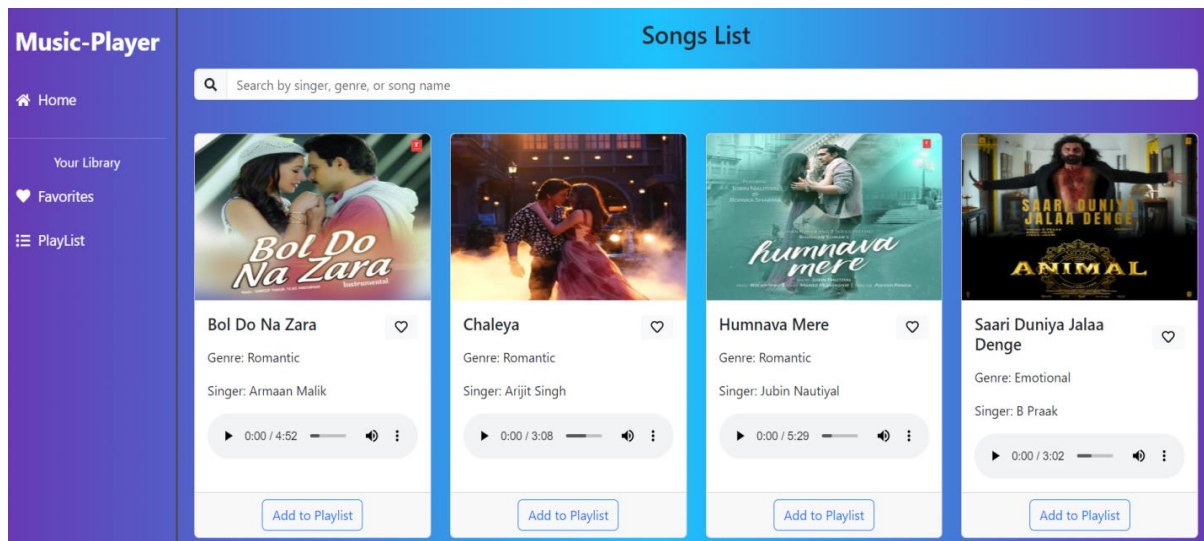 Music-Player
Home
Your Library
Favorites
PlayList
Songs List
Search by singer, genre, or song name
Bol Do
Na Zara
Instrumental
Bol Do Na Zara
Genre: Romantic
Singer: Armaan Malik
0:00 / 4:52
Add to Playlist
Chaleya
Genre: Romantic
Singer: Arijit Singh
0:00 / 3:08
Add to Playlist
humnava
mere
Humnava Mere
Genre: Romantic
Singer: Jubin Nautiyal
0:00 / 5:29
Add to Playlist
SAARI DUNIYA
JALAA DENGE
ANIMAL
Saari Duniya Jalaa
Denge
Genre: Emotional
Singer: B Praak
0:00 / 3:02
Add to Playlist